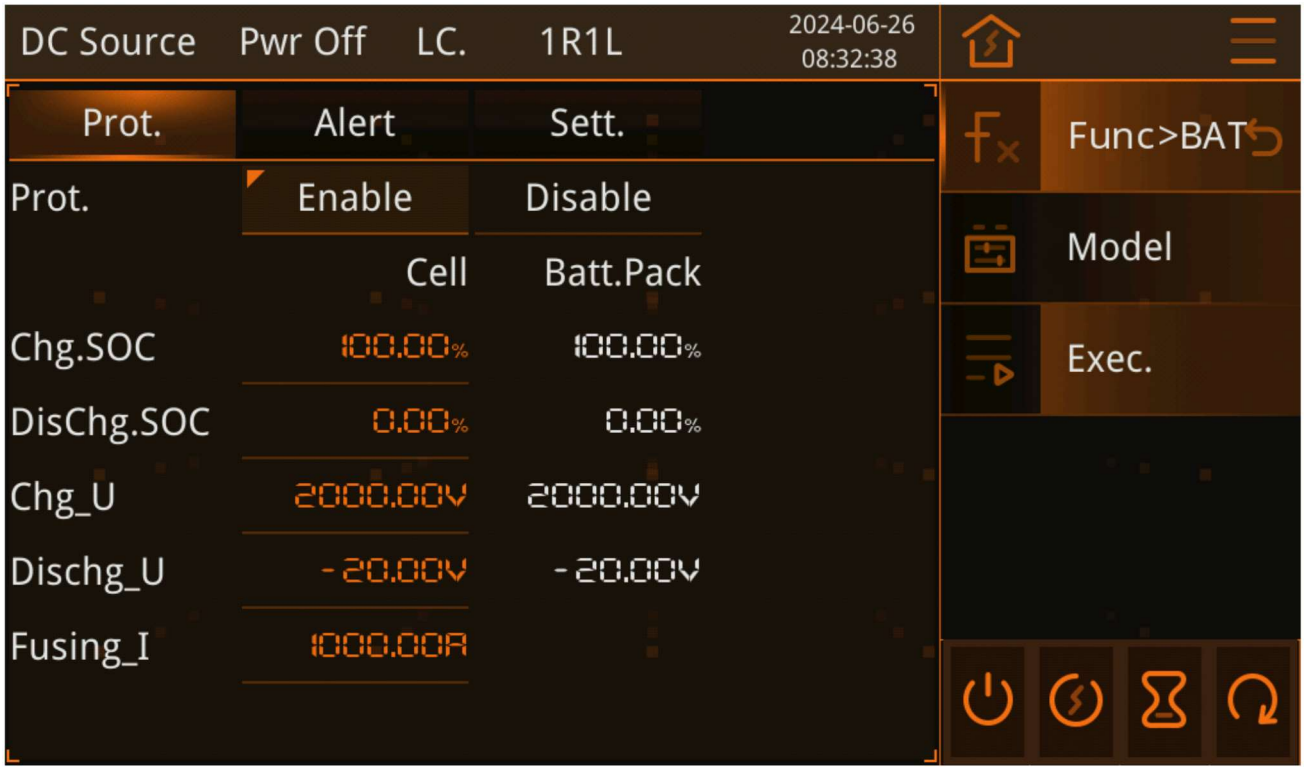 DC Source Pwr Off LC. 1R1L 2024-06-26
08:32:38
Prot. Alert Sett.
Prot. Enable Disable
Cell Batt.Pack
Chg.SOC 100.00% 100.00%
DisChg.SOC 0.00% 0.00%
Chg_U 2000.00V 2000.00V
Dischg_U -20.00V -20.00V
Fusing_I 1000.00A
fx Func>BAT
Model
Exec.